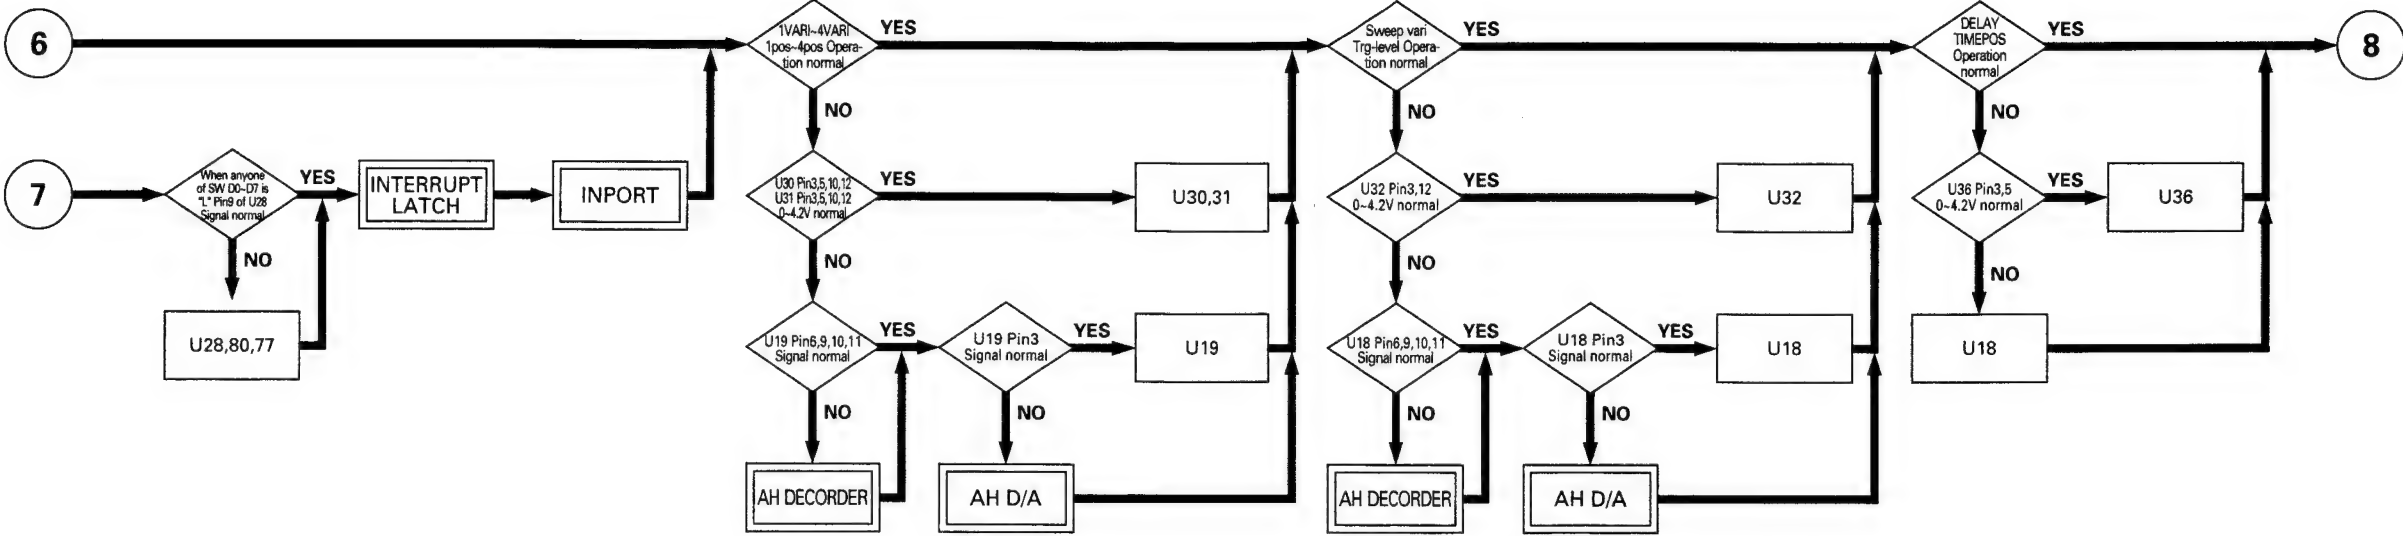 6
1VARI~4VARI
1pos~4pos Opera-
tion normal
YES
NO
Sweep vari
Trg-level Opera-
tion normal
YES
NO
DELAY
TIMEPOS
Operation
normal
YES
NO
8
7
When anyone
of SW D0~D7 is
"L" Pin9 of U28
Signal normal
YES
NO
INTERRUPT
LATCH
INPORT
U28,80,77
U30 Pin3,5,10,12
U31 Pin3,5,10,12
0~4.2V normal
YES
NO
U30,31
U32 Pin3,12
0~4.2V normal
YES
NO
U32
U36 Pin3,5
0~4.2V normal
YES
NO
U36
U19 Pin6,9,10,11
Signal normal
YES
NO
U19 Pin3
Signal normal
YES
NO
U19
U18 Pin6,9,10,11
Signal normal
YES
NO
U18 Pin3
Signal normal
YES
NO
U18
U18
AH DECORDER
AH D/A
AH DECORDER
AH D/A